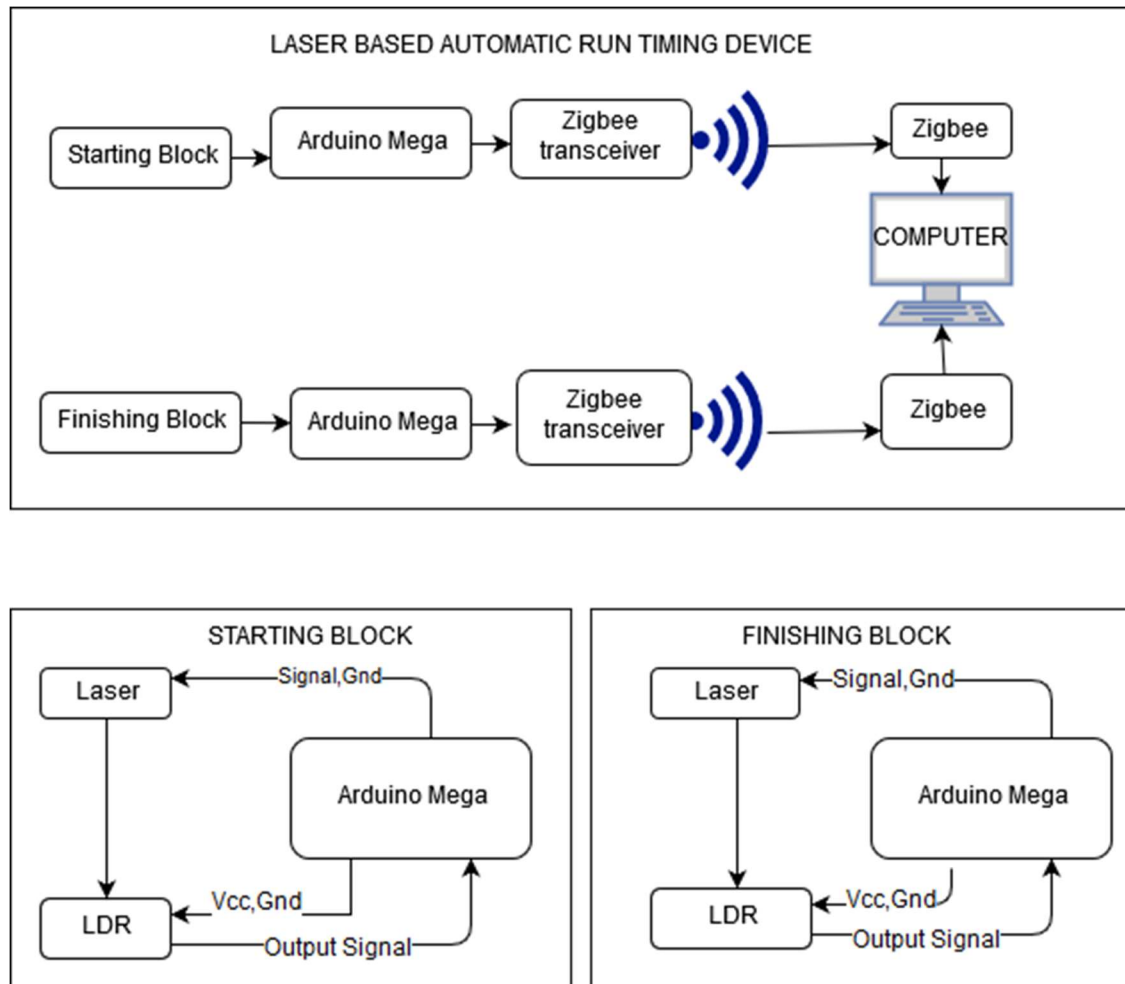 LASER BASED AUTOMATIC RUN TIMING DEVICE
Starting Block
Arduino Mega
Zigbee
transceiver
Zigbee
COMPUTER
Finishing Block
Arduino Mega
Zigbee
transceiver
Zigbee
STARTING BLOCK
Laser
Signal,Gnd
Arduino Mega
Vcc,Gnd
LDR
Output Signal
FINISHING BLOCK
Laser
Signal,Gnd
Arduino Mega
Vcc,Gnd
LDR
Output Signal